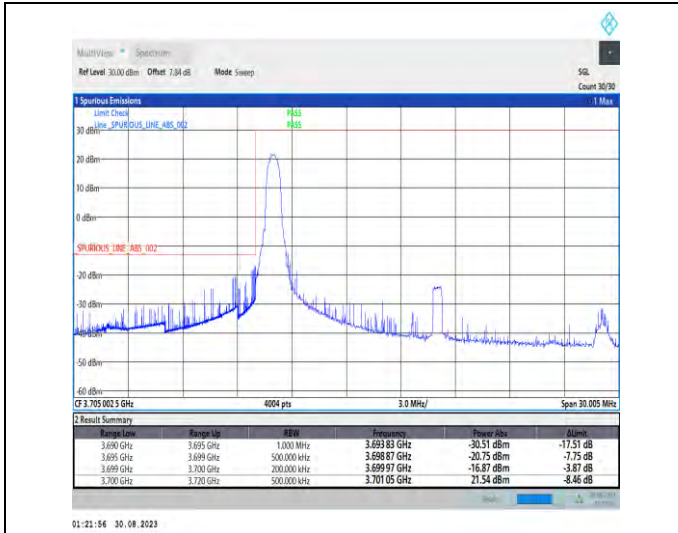 MultiView Spectrum
Ref Level 30.00 dBm Offset 7.84 dB Mode Sweep SGL
Count 30/30
1 Spurious Emissions 1 Max
Limit Check PASS
Line _SPURIOUS_LINE_ABS_002 PASS
30 dBm
20 dBm
10 dBm
0 dBm
SPURIOUS_LINE_ABS_002
-20 dBm
-30 dBm
-40 dBm
-50 dBm
-60 dBm
CF 3.705 002 5 GHz 4004 pts 3.0 MHz/ Span 30.005 MHz
2 Result Summary
Range Low Range Up RBW Frequency Power Abs ΔLimit
3.690 GHz 3.695 GHz 1.000 MHz 3.693 83 GHz -30.51 dBm -17.51 dB
3.695 GHz 3.699 GHz 500.000 kHz 3.698 87 GHz -20.75 dBm -7.75 dB
3.699 GHz 3.700 GHz 200.000 kHz 3.699 97 GHz -16.87 dBm -3.87 dB
3.700 GHz 3.720 GHz 500.000 kHz 3.701 05 GHz 21.54 dBm -8.46 dB
01:21:56 30.08.2023